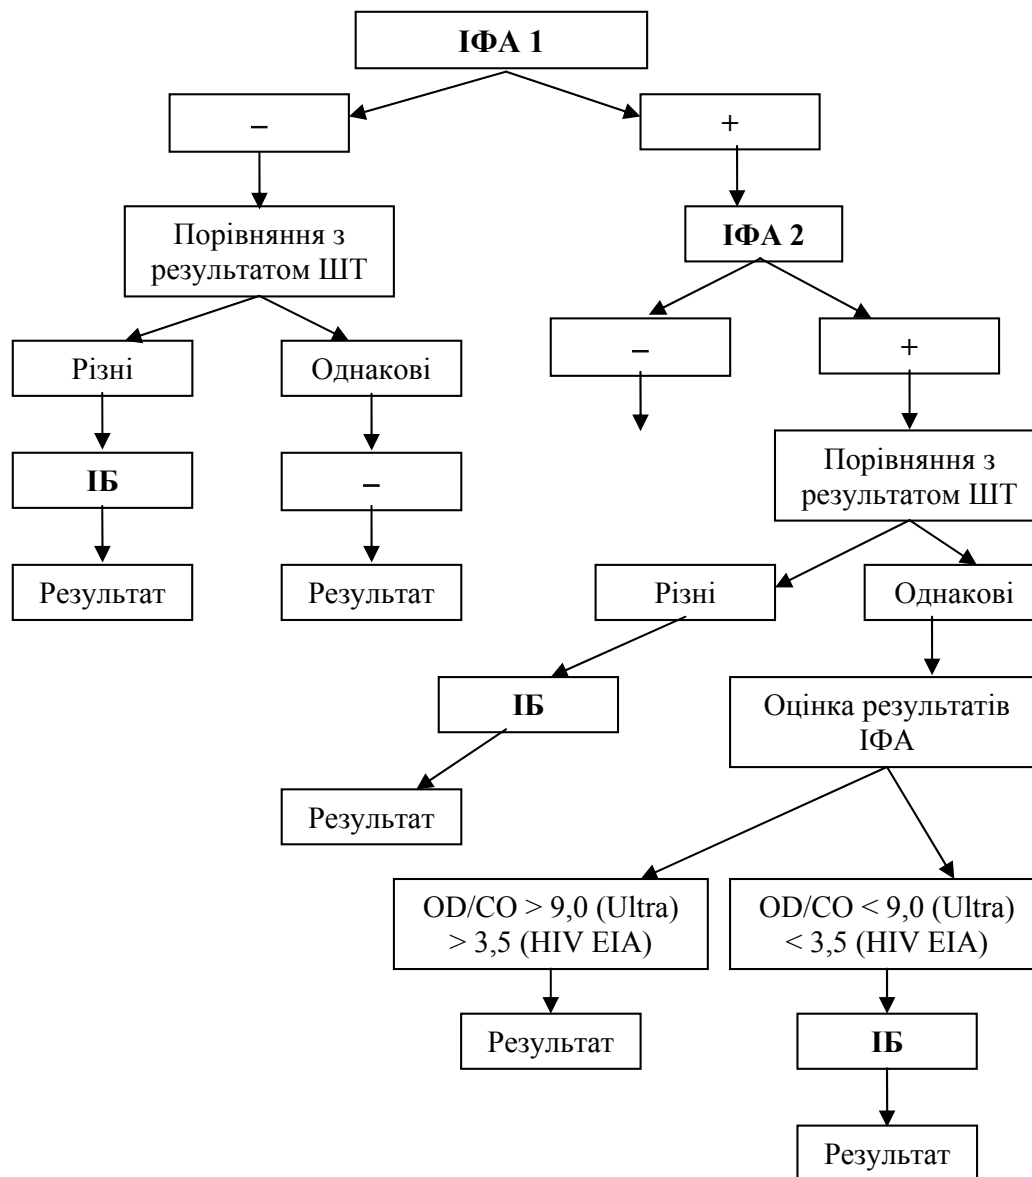 ІФА 1
–
+
Порівняння з
результатом ШТ
ІФА 2
–
+
Різні
Однакові
Порівняння з
результатом ШТ
ІБ
–
Результат
Результат
Різні
Однакові
ІБ
Оцінка результатів
ІФА
Результат
OD/CO > 9,0 (Ultra)
> 3,5 (HIV EIA)
OD/CO < 9,0 (Ultra)
< 3,5 (HIV EIA)
Результат
ІБ
Результат